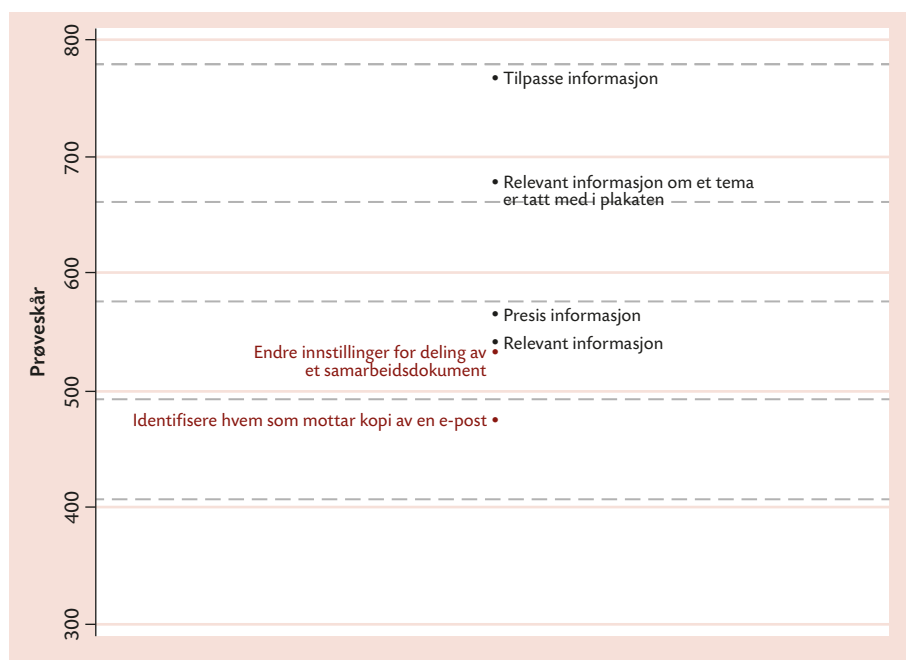 800
Tilpasse informasjon
700
Relevant informasjon om et tema
er tatt med i plakaten
600
Presis informasjon
Relevant informasjon
Endre innstillinger for deling av
et samarbeidsdokument
500
Identifisere hvem som mottar kopi av en e-post
400
300
Prøveskår